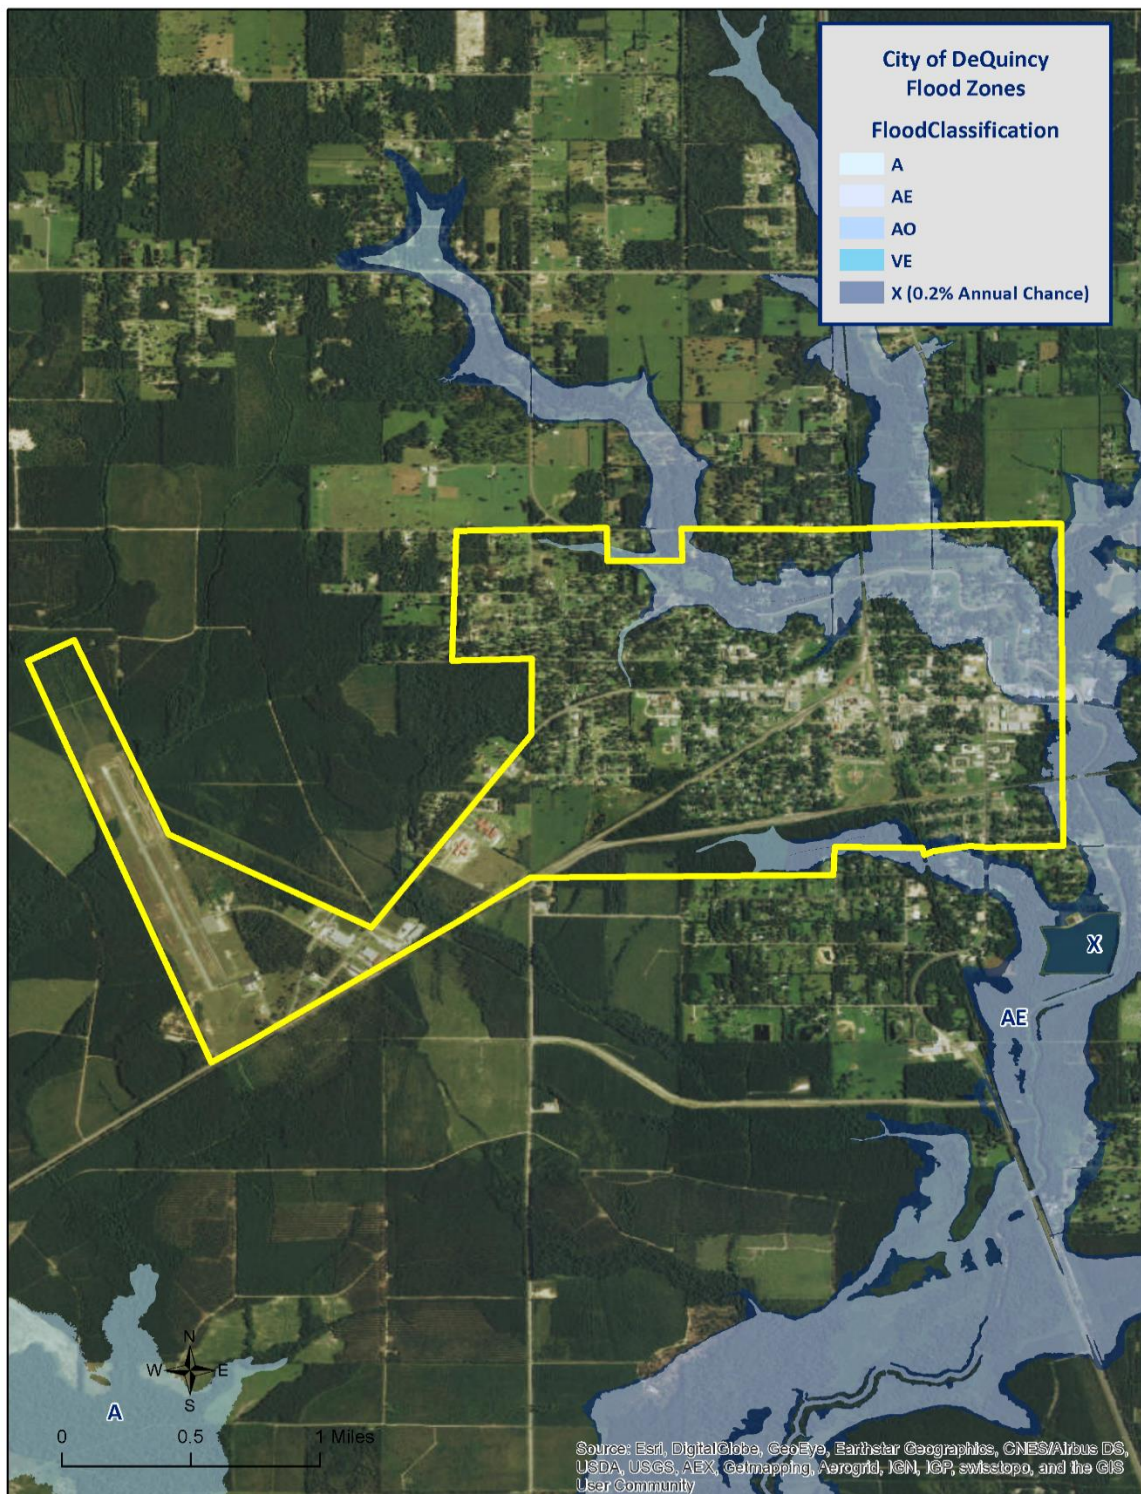 City of DeQuincy
Flood Zones
FloodClassification
A
AE
AO
VE
X (0.2% Annual Chance)
X
AE
A
N
W E
S
0 0.5 1 Miles
Source: Esri, DigitalGlobe, GeoEye, Earthstar Geographics, CNES/Airbus DS,
USDA, USGS, AEX, Getmapping, Aerogrid, IGN, IGP, swisstopo, and the GIS
User Community